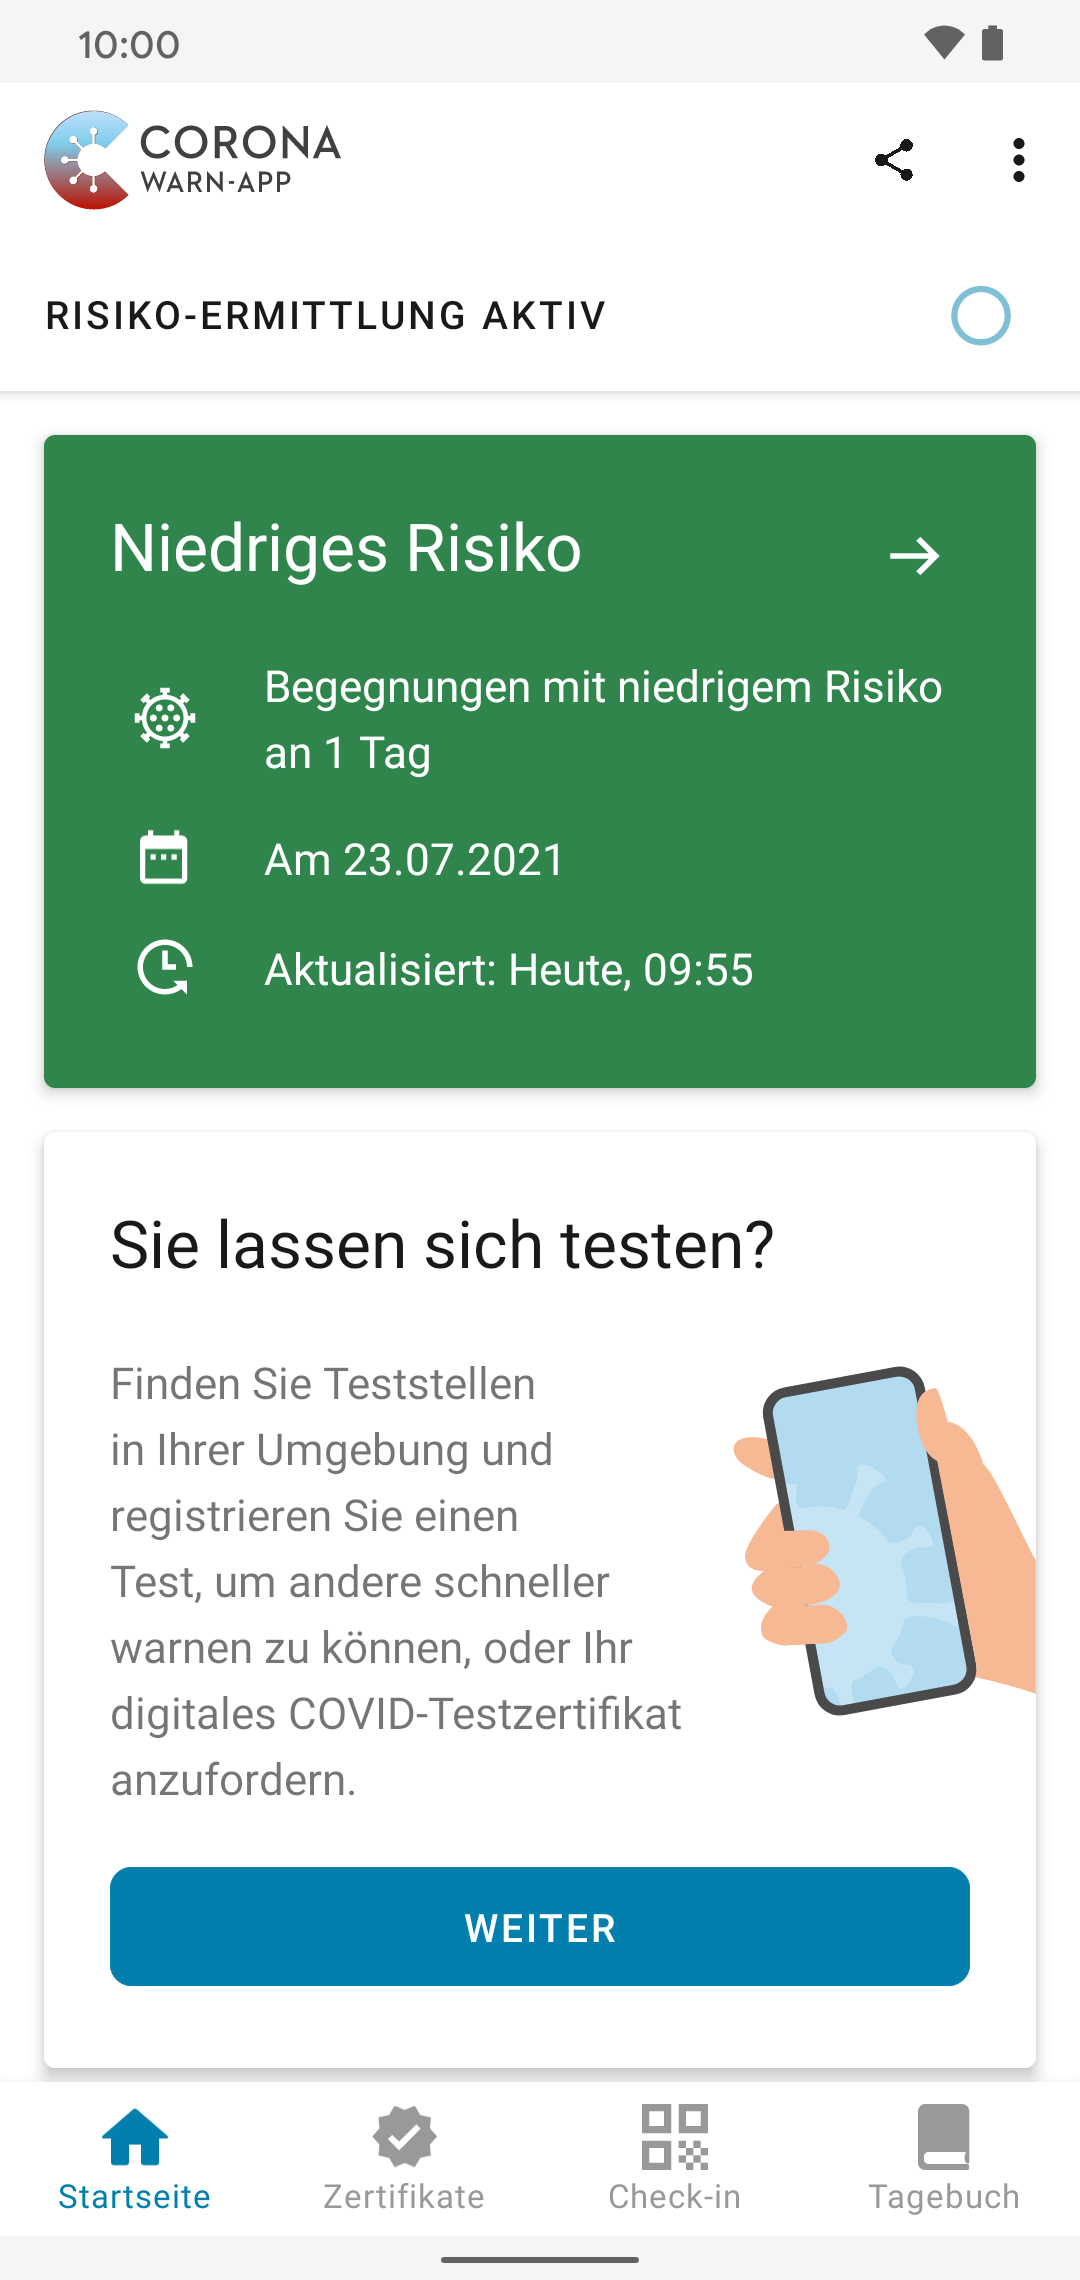 10:00
CORONA
WARN-APP
RISIKO-ERMITTLUNG AKTIV
Niedriges Risiko
Begegnungen mit niedrigem Risiko
an 1 Tag
Am 23.07.2021
Aktualisiert: Heute, 09:55
Sie lassen sich testen?
Finden Sie Teststellen
in Ihrer Umgebung und
registrieren Sie einen
Test, um andere schneller
warnen zu können, oder Ihr
digitales COVID-Testzertifikat
anzufordern.
WEITER
Startseite
Zertifikate
Check-in
Tagebuch